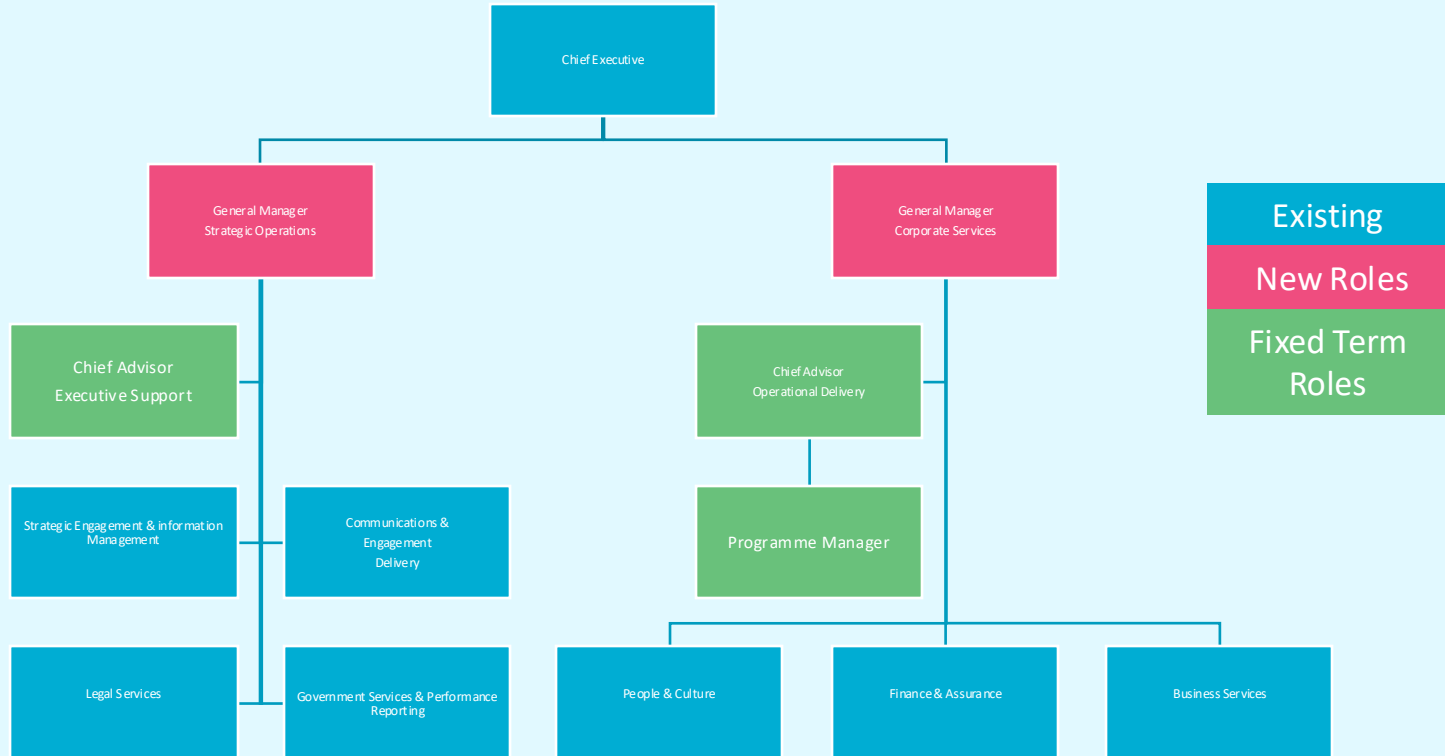 Chief Executive
General Manager
Strategic Operations
General Manager
Corporate Services
Existing
New Roles
Fixed Term
Roles
Chief Advisor
Executive Support
Chief Advisor
Operational Delivery
Strategic Engagement & information
Management
Communications &
Engagement
Delivery
Programme Manager
Legal Services
Government Services & Performance
Reporting
People & Culture
Finance & Assurance
Business Services